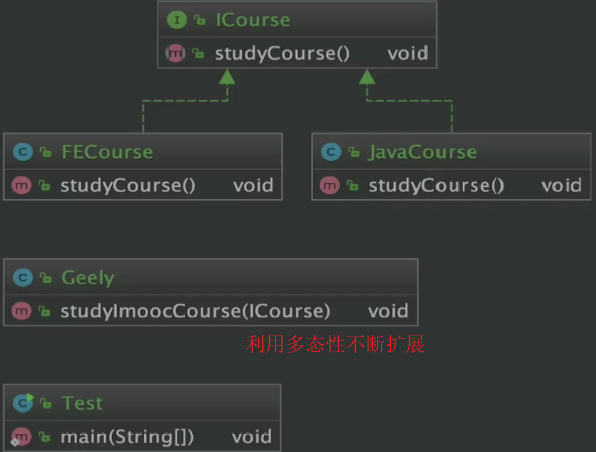 I ICourse
m studyCourse() void
C FECourse
m studyCourse() void
C JavaCourse
m studyCourse() void
C Geely
m studyImoocCourse(ICourse) void
利用多态性不断扩展
C Test
m main(String[]) void